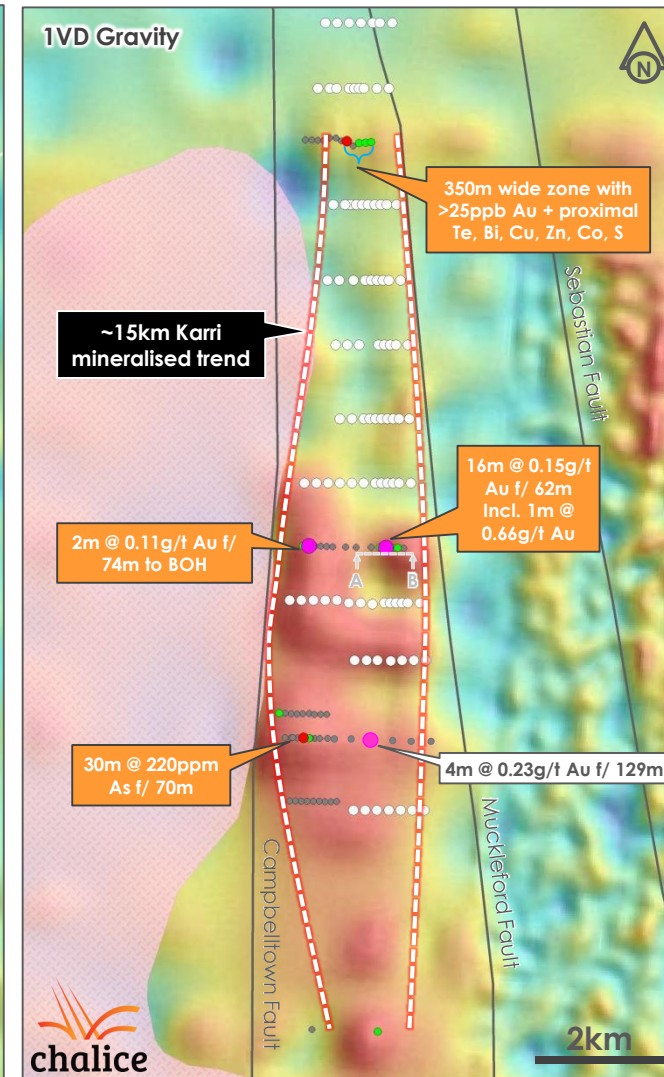 1VD Gravity
N
350m wide zone with
>25ppb Au + proximal
Te, Bi, Cu, Zn, Co, S
Sebastian Fault
~15km Karri
mineralised trend
16m @ 0.15g/t
Au f/ 62m
Incl. 1m @
0.66g/t Au
2m @ 0.11g/t Au f/
74m to BOH
A
B
30m @ 220ppm
As f/ 70m
4m @ 0.23g/t Au f/ 129m
Campbelltown Fault
Muckleford Fault
chalice
2km